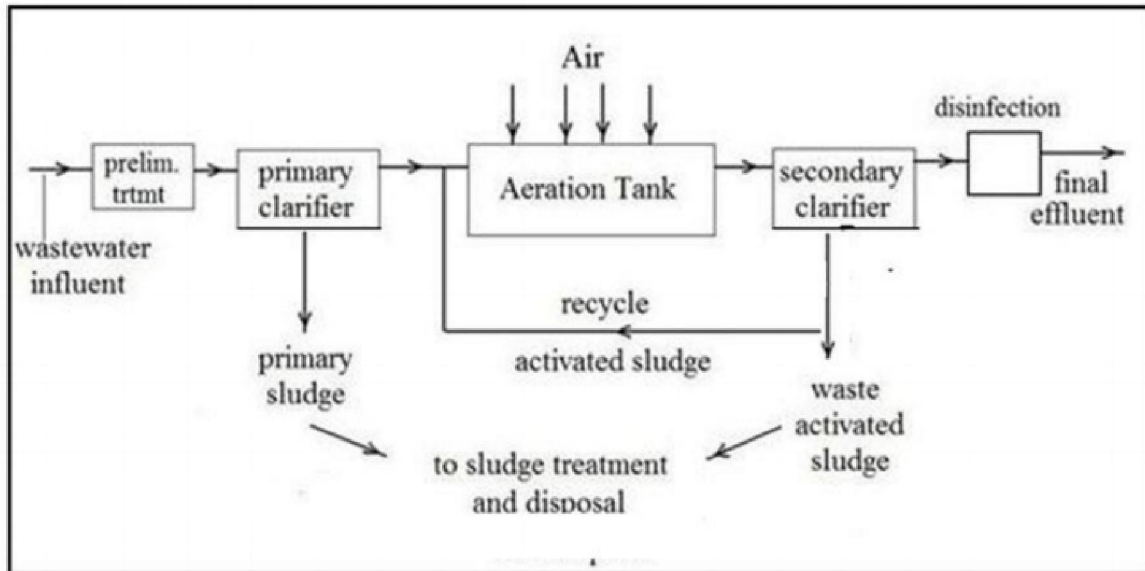 Air
disinfection
prelim.
trtmt
primary
clarifier
Aeration Tank
secondary
clarifier
final
effluent
wastewater
influent
recycle
activated sludge
primary
sludge
waste
activated
sludge
to sludge treatment
and disposal